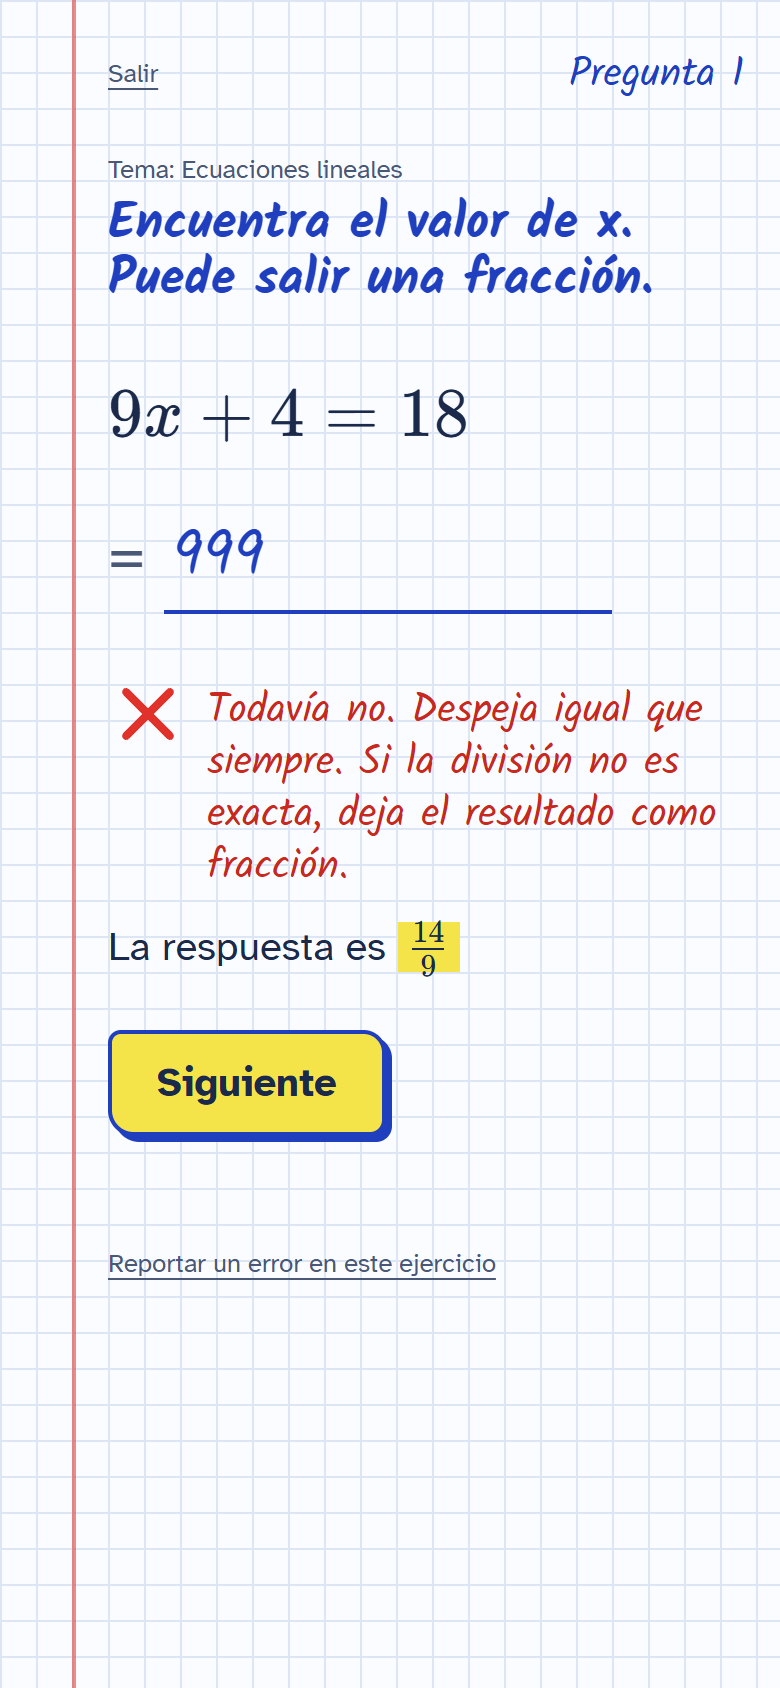 Salir
Pregunta 1
Tema: Ecuaciones lineales
Encuentra el valor de x.
Puede salir una fracción.
9x + 4 = 18
= 999
Todavía no. Despeja igual que
siempre. Si la división no es
exacta, deja el resultado como
fracción.
La respuesta es 14/9
Siguiente
Reportar un error en este ejercicio